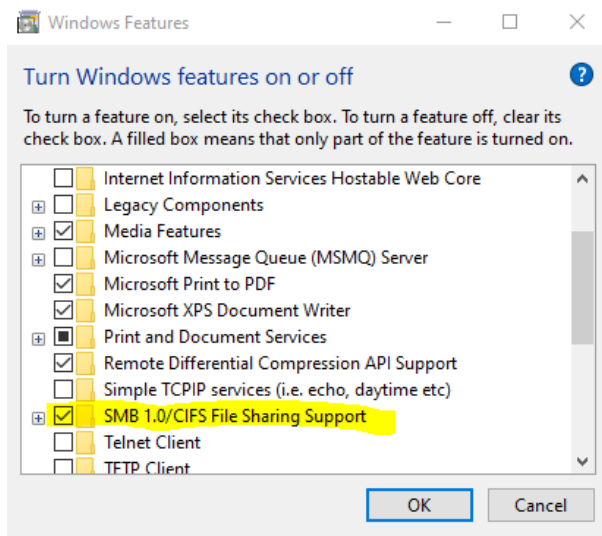 Windows Features
Turn Windows features on or off
?
To turn a feature on, select its check box. To turn a feature off, clear its
check box. A filled box means that only part of the feature is turned on.
Internet Information Services Hostable Web Core
Legacy Components
Media Features
Microsoft Message Queue (MSMQ) Server
Microsoft Print to PDF
Microsoft XPS Document Writer
Print and Document Services
Remote Differential Compression API Support
Simple TCPIP services (i.e. echo, daytime etc)
SMB 1.0/CIFS File Sharing Support
Telnet Client
TFTP Client
OK Cancel